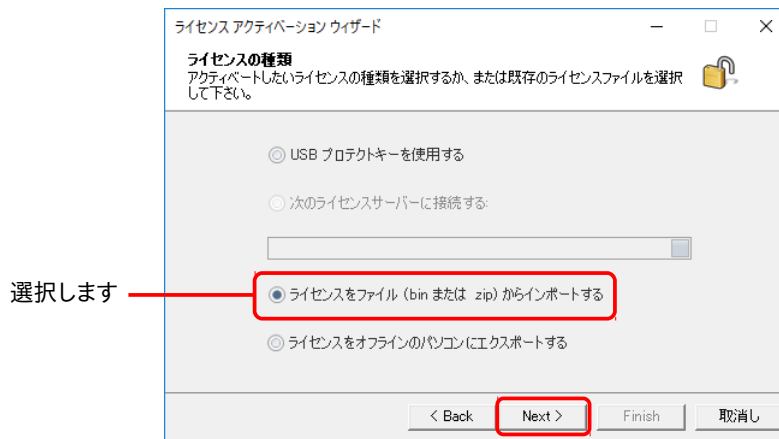 ライセンス アクティベーション ウィザード
ライセンスの種類
アクティベートしたいライセンスの種類を選択するか、または既存のライセンスファイルを選択
して下さい。
USB プロテクトキーを使用する
次のライセンスサーバーに接続する:
選択します
ライセンスをファイル (bin または zip) からインポートする
ライセンスをオフラインのパソコンにエクスポートする
< Back Next > Finish 取消し